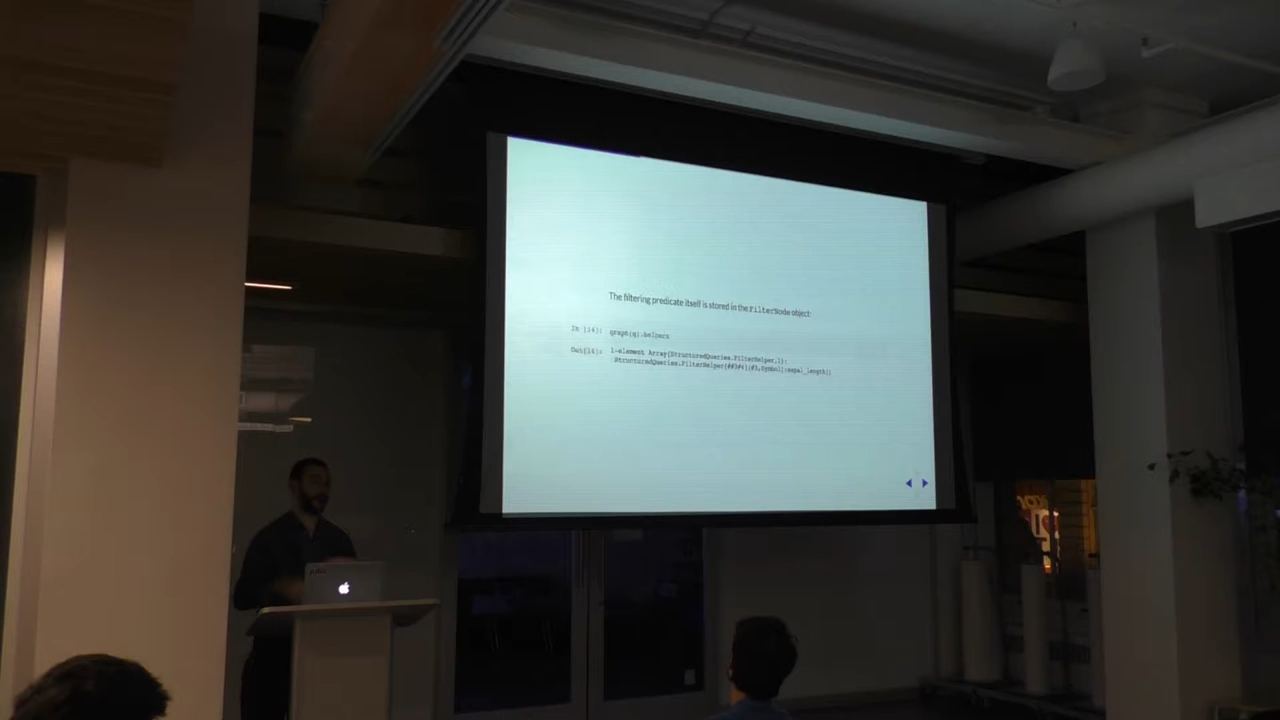 The filtering predicate itself is stored in the FilterNode object:
In [14]: graph(q).helpers
Out[14]: 1-element Array{StructuredQueries.FilterHelper,1}:
StructuredQueries.FilterHelper{##3#4}(#3,Symbol[:sepal_length])
julia